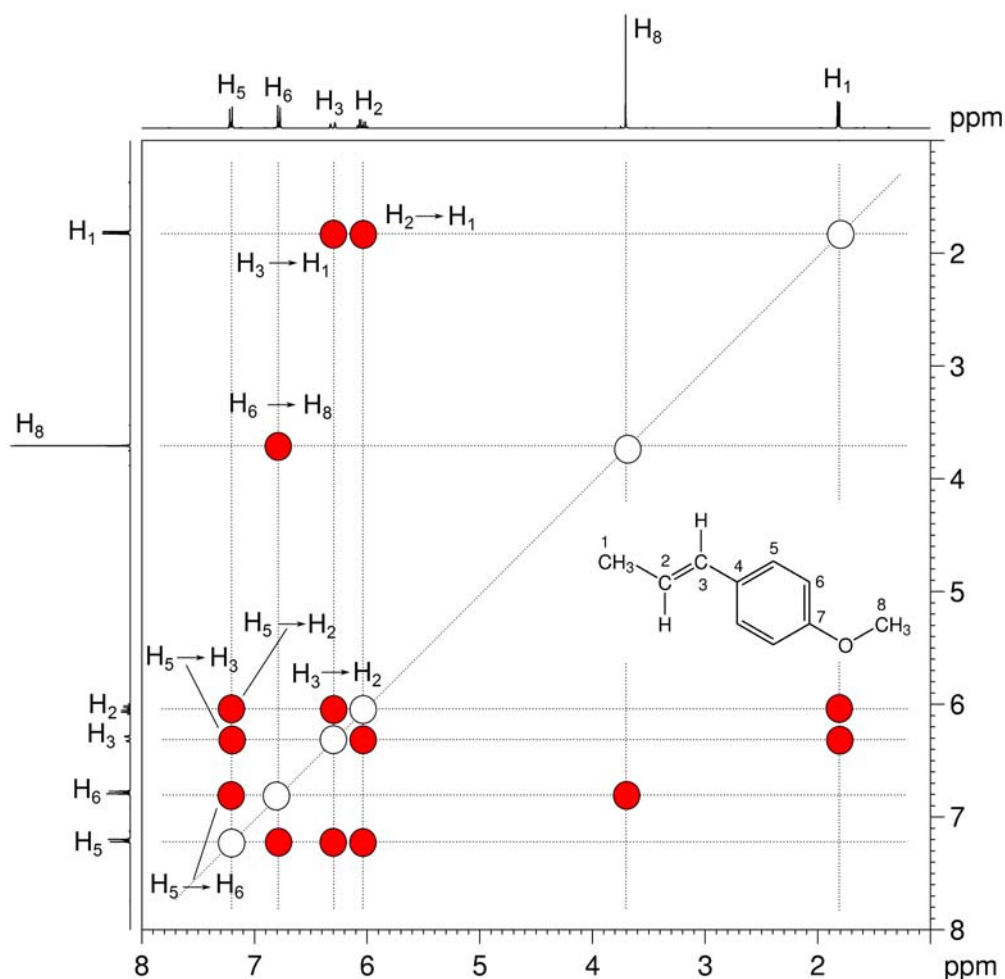 H₈
H₅ H₆ H₃ H₂ H₁
ppm
H₁
H₂→H₁
H₃→H₁
2
3
H₆→H₈
H₈
4
H
1 CH₃ 2 C C 3 4 5 6 7 8 CH₃
H O
5
H₅→H₂
H₅→H₃
H₃→H₂
H₂
6
H₃
H₆
7
H₅
H₅→H₆
8
8 7 6 5 4 3 2 ppm